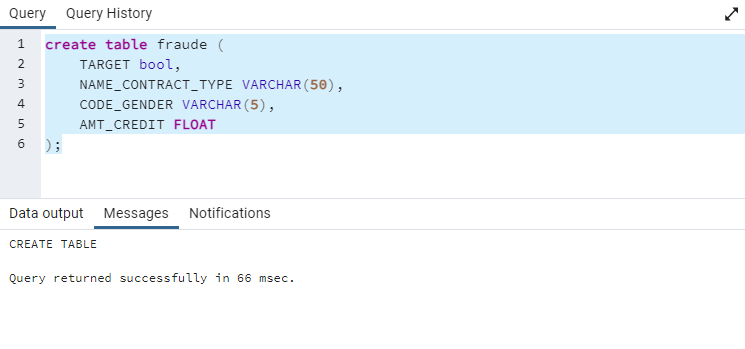 Query Query History
1 create table fraude (
2 TARGET bool,
3 NAME_CONTRACT_TYPE VARCHAR(50),
4 CODE_GENDER VARCHAR(5),
5 AMT_CREDIT FLOAT
6 );
Data output Messages Notifications
CREATE TABLE
Query returned successfully in 66 msec.